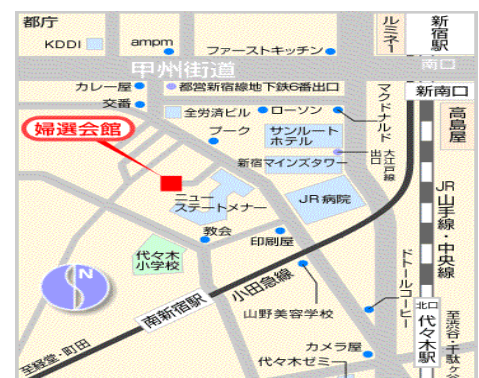 都庁
KDDI
ampm
ファーストキッチン
ルミネ1
新宿駅
南口
甲州街道
カレー屋
都営新宿線地下鉄6番出口
新南口
交番
全労済ビル
ローソン
マクドナルド
高島屋
婦選会館
プーク
サンルート
ホテル
大江戸線
出口
新宿マインズタワー
ニュー
ステートメナー
JR病院
JR山手線・中央線
教会
印刷屋
代々木
小学校
N
小田急線
ドトールコーヒー
南新宿駅
山野美容学校
北口
代々木駅
至渋谷・千駄ヶ谷
カメラ屋
至経堂・町田
代々木ゼミ